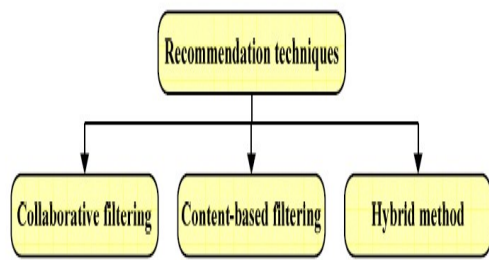 Recommendation techniques
Collaborative filtering
Content-based filtering
Hybrid method